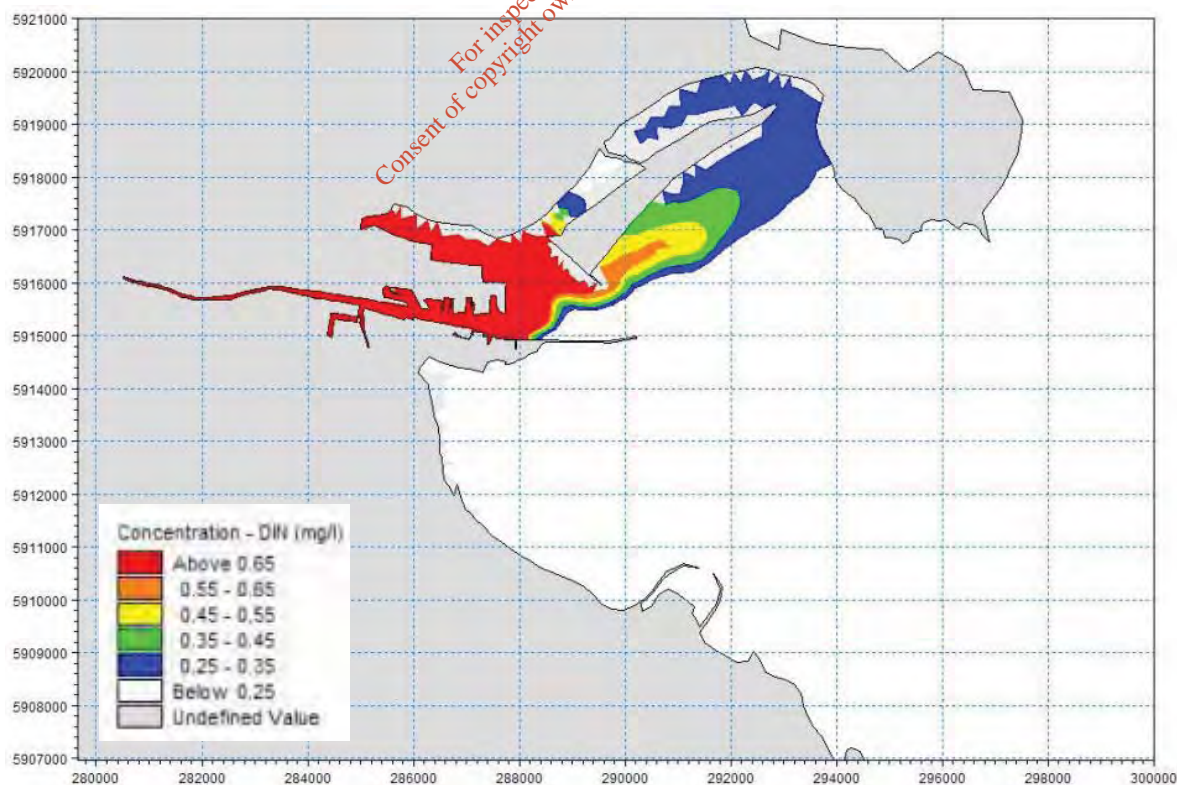 For inspe
Consent of copyright ow
5921000
5920000
5919000
5918000
5917000
5916000
5915000
5914000
5913000
5912000
5911000
5910000
5909000
5908000
5907000
Concentration - DIN (mg/l)
Above 0.65
0.55 - 0.65
0.45 - 0.55
0.35 - 0.45
0.25 - 0.35
Below 0.25
Undefined Value
280000 282000 284000 286000 288000 290000 292000 294000 296000 298000 300000